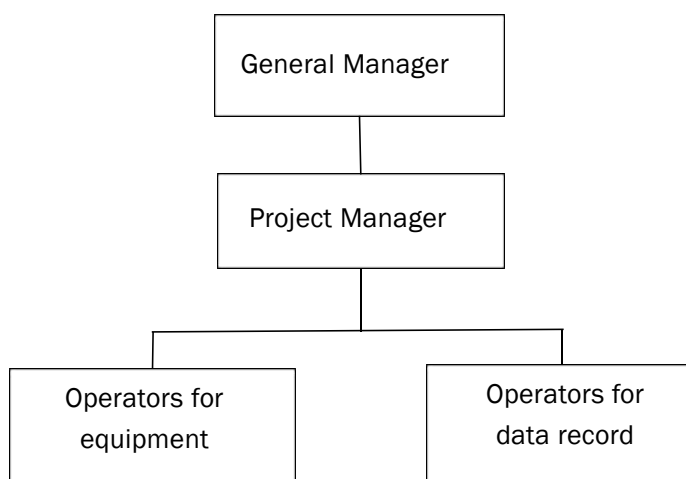 General Manager
Project Manager
Operators for
equipment
Operators for
data record